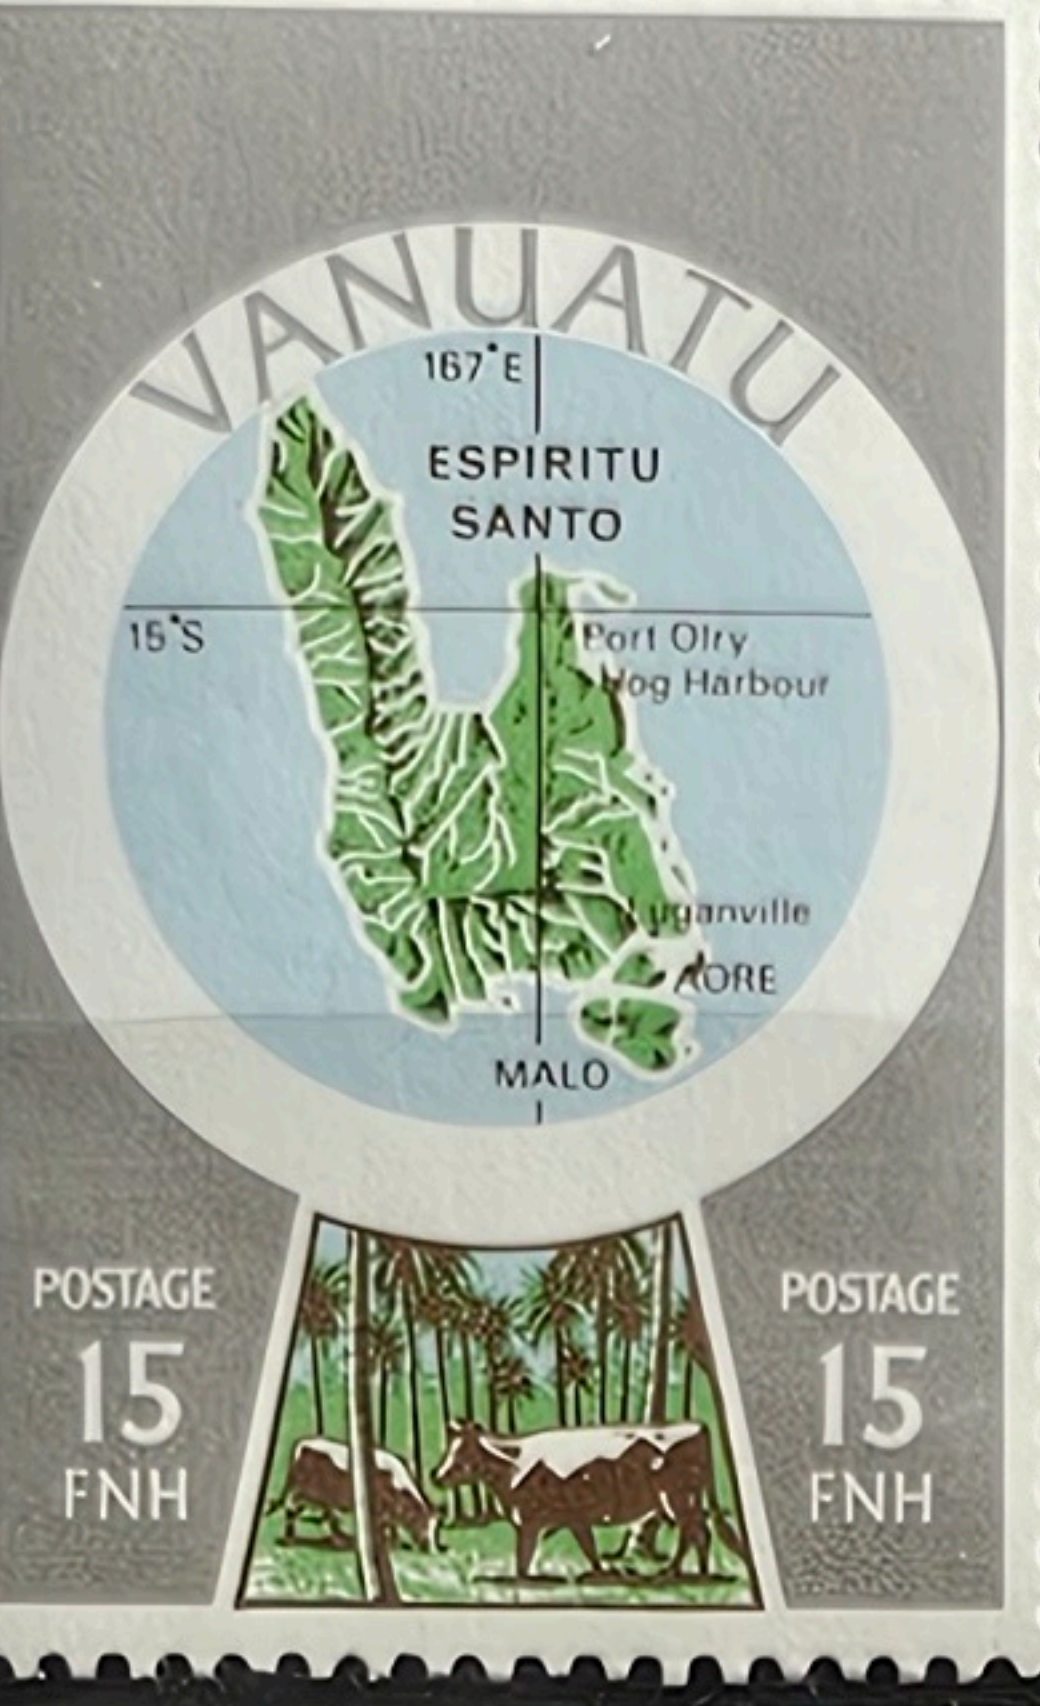 VANUATU
167°E
ESPIRITU
SANTO
15°S
Port Olry
Hog Harbour
Luganville
AORE
MALO
POSTAGE
15
FNH
POSTAGE
15
FNH